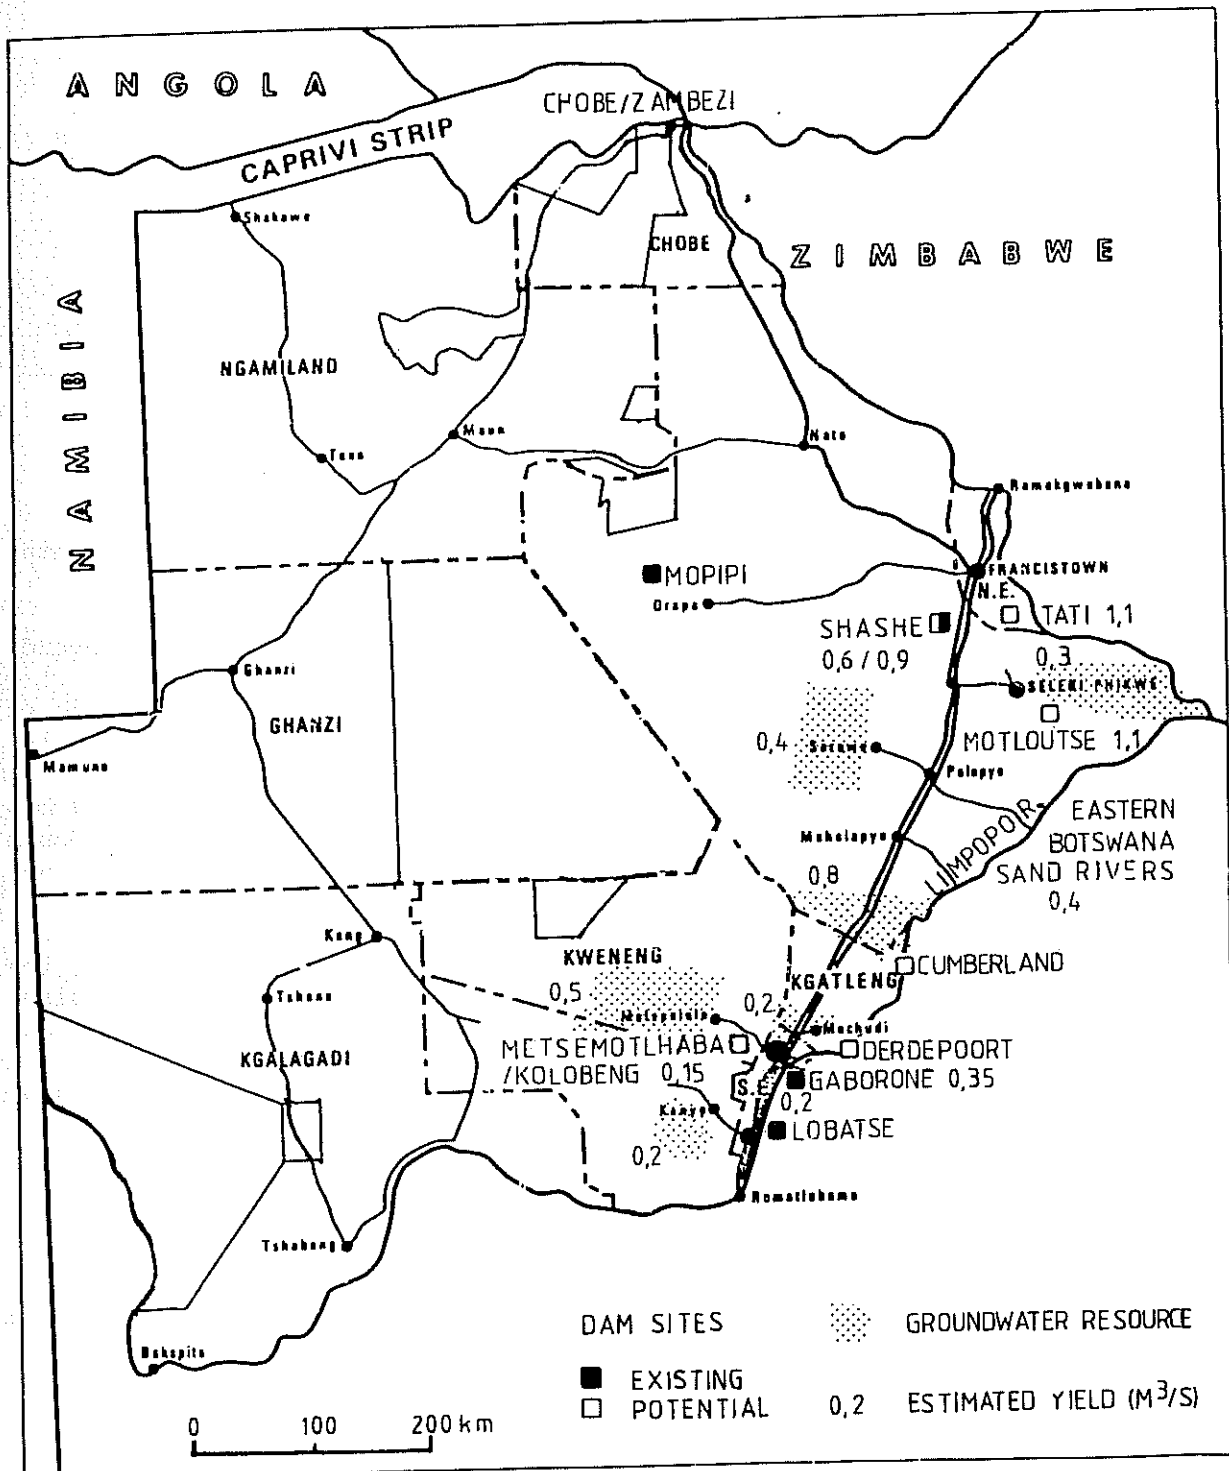 ANGOLA
CHOBE/ZAMBEZI
CAPRIVI STRIP
Shakawe
CHOBE
ZIMBABWE
NAMIBIA
NGAMILAND
Maun
Nata
Tsau
Ramokgwebana
MOPIPI
FRANCISTOWN
N.E.
Orapa
TATI 1,1
SHASHE
0,6 / 0,9
0,3
Ghanzi
SELEBI PHIKWE
GHANZI
0,4
Serowe
MOTLOUTSE 1,1
Mamuno
Palapye
LIMPOPO R.
EASTERN
BOTSWANA
SAND RIVERS
0,4
Mahalapye
0,8
Kang
KWENENG
CUMBERLAND
KGATLENG
0,5
0,2
Tshane
Molepolole
Mochudi
KGALAGADI
METSEMOTLHABA
/KOLOBENG 0,15
DERDEPOORT
S.E.
GABORONE 0,35
0,2
Kanye
LOBATSE
0,2
Ramatlabama
Tshabong
DAM SITES
GROUNDWATER RESOURCE
Bokspits
EXISTING
POTENTIAL
0,2 ESTIMATED YIELD (M³/S)
0 100 200 km